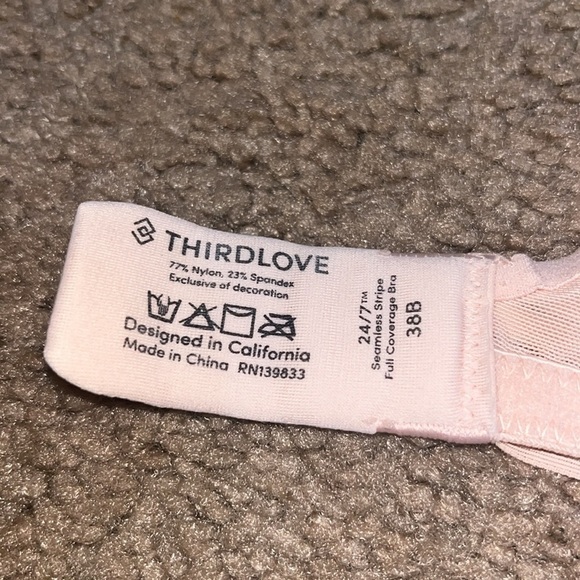 THIRDLOVE
77% Nylon, 23% Spandex
Exclusive of decoration
Designed in California
Made in China RN139833
24/7™
Seamless Stripe
Full Coverage Bra
38B